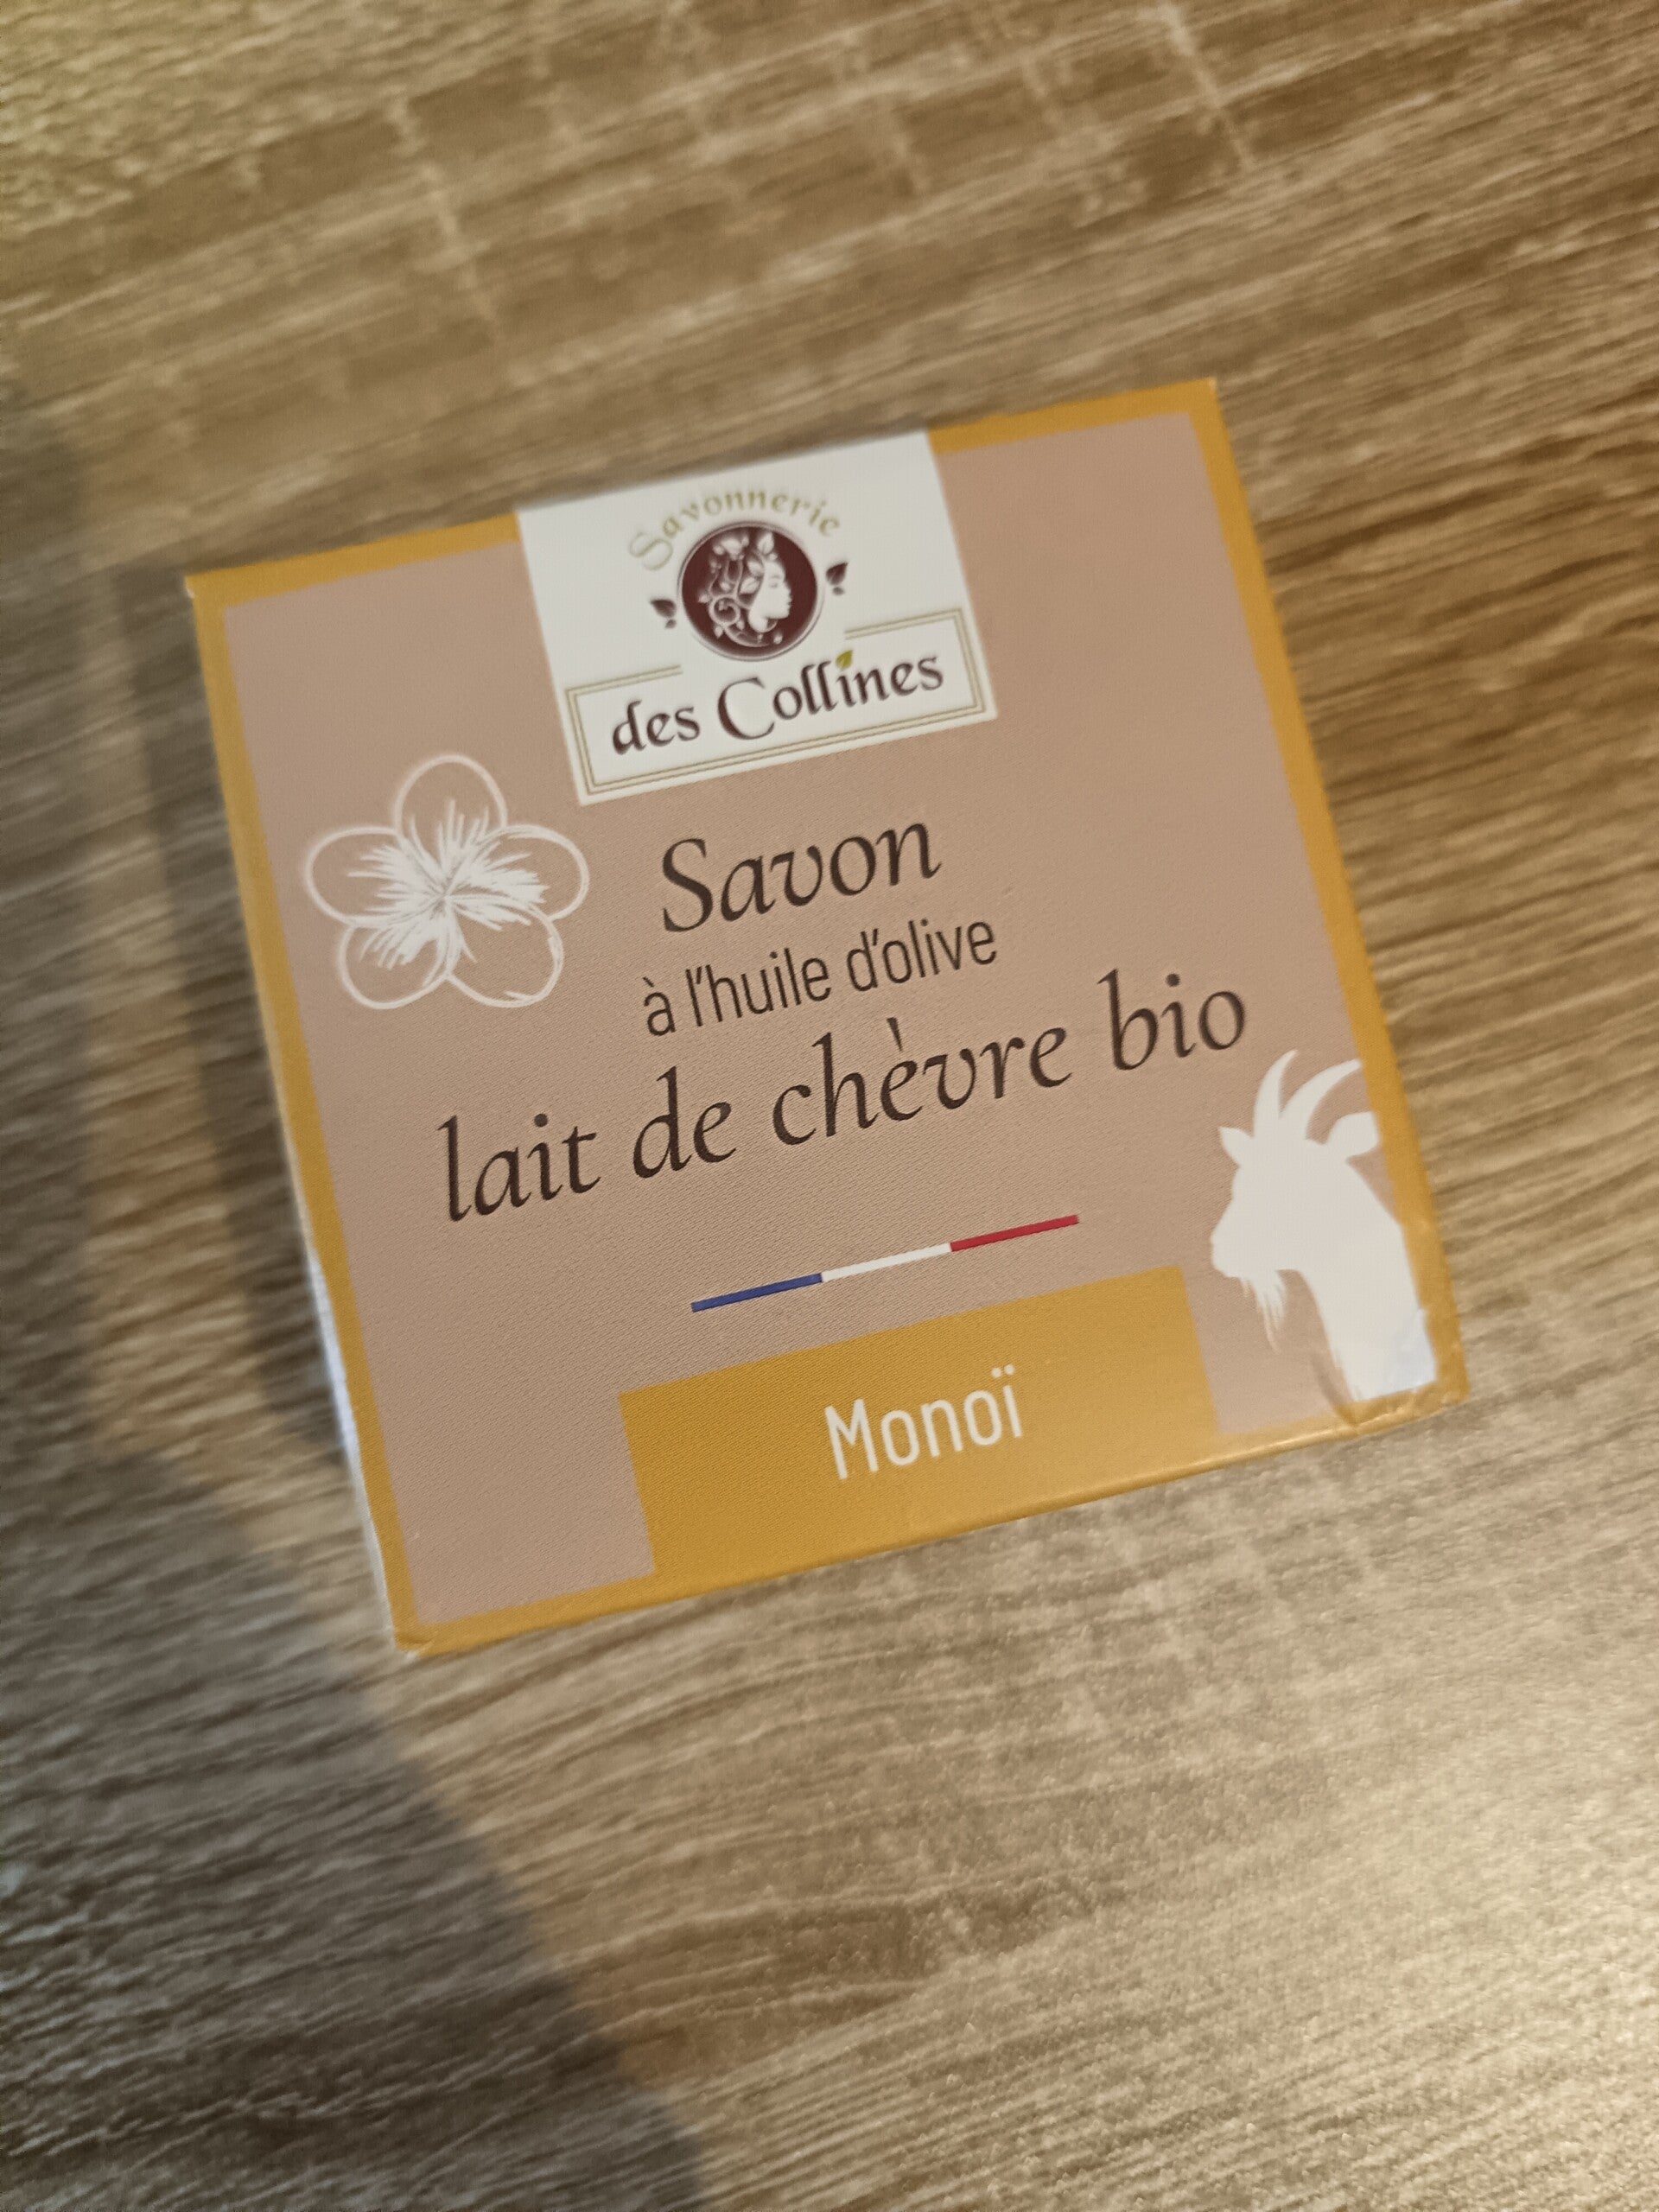 Savonnerie
des Collines
Savon
à l'huile d'olive
lait de chèvre bio
Monoï